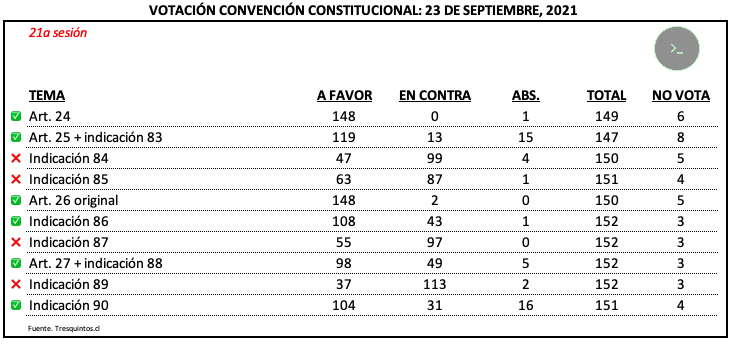 VOTACIÓN CONVENCIÓN CONSTITUCIONAL: 23 DE SEPTIEMBRE, 2021
21a sesión
>_
TEMA A FAVOR EN CONTRA ABS. TOTAL NO VOTA
✅ Art. 24 148 0 1 149 6
✅ Art. 25 + indicación 83 119 13 15 147 8
❌ Indicación 84 47 99 4 150 5
❌ Indicación 85 63 87 1 151 4
✅ Art. 26 original 148 2 0 150 5
✅ Indicación 86 108 43 1 152 3
❌ Indicación 87 55 97 0 152 3
✅ Art. 27 + indicación 88 98 49 5 152 3
❌ Indicación 89 37 113 2 152 3
✅ Indicación 90 104 31 16 151 4
Fuente. Tresquintos.cl